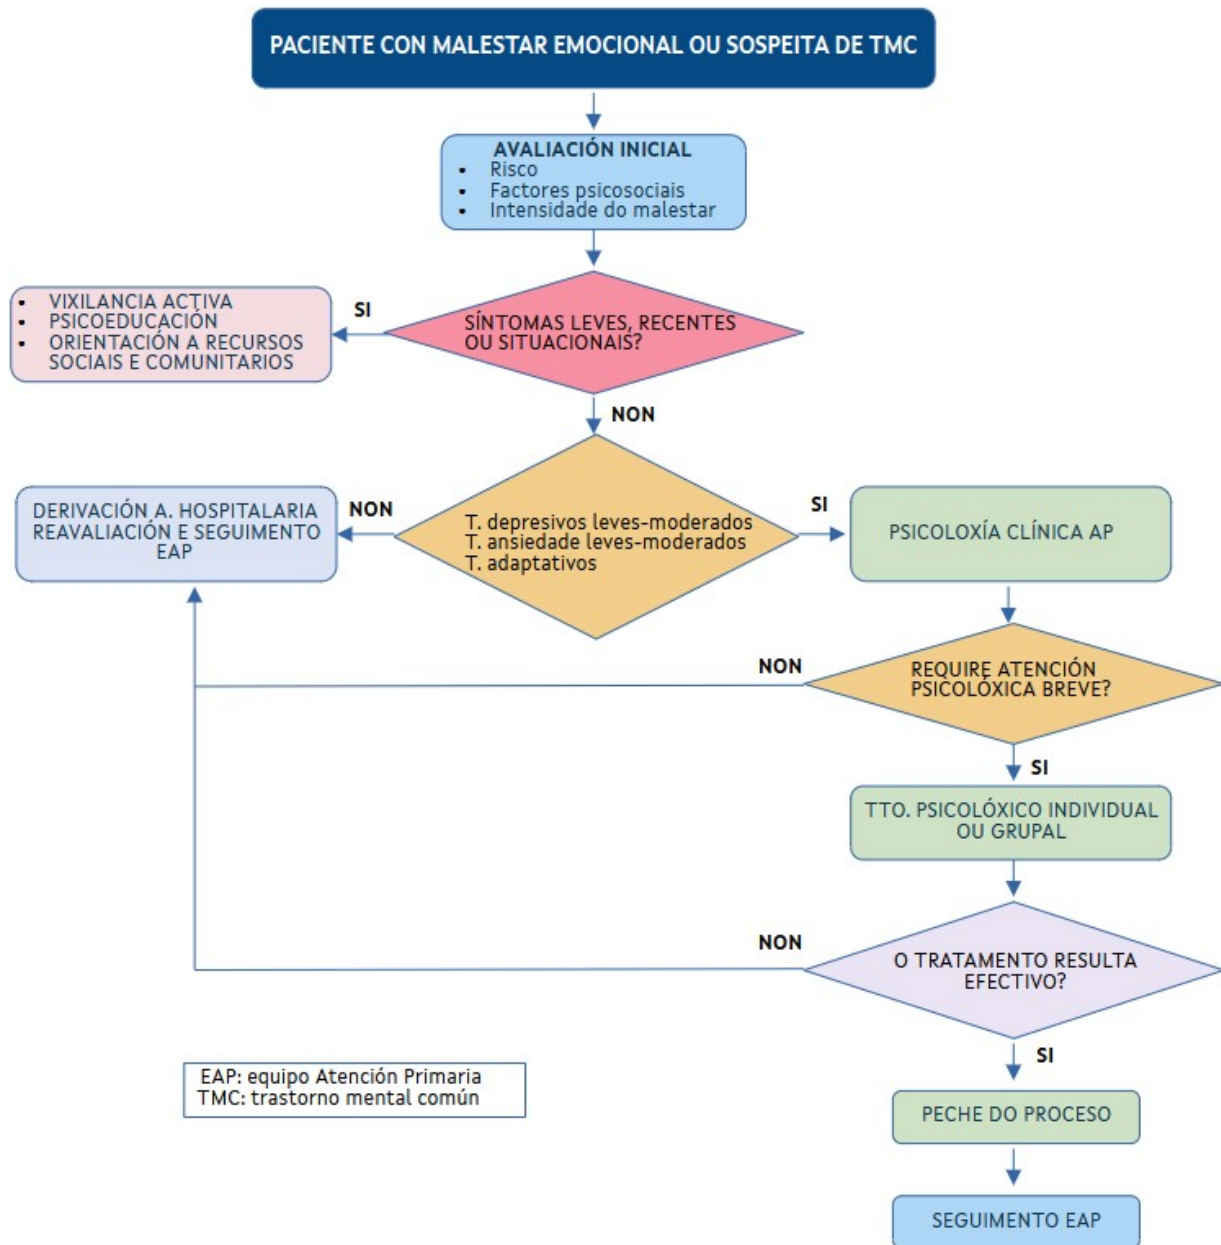 PACIENTE CON MALESTAR EMOCIONAL OU SOSPEITA DE TMC
AVALIACIÓN INICIAL
• Risco
• Factores psicosociais
• Intensidade do malestar
SÍNTOMAS LEVES, RECENTES
OU SITUACIONAIS?
SI
• VIXILANCIA ACTIVA
• PSICOEDUCACIÓN
• ORIENTACIÓN A RECURSOS
SOCIAIS E COMUNITARIOS
NON
T. depresivos leves-moderados
T. ansiedade leves-moderados
T. adaptativos
NON
DERIVACIÓN A. HOSPITALARIA
REAVALIACIÓN E SEGUIMENTO
EAP
SI
PSICOLOXÍA CLÍNICA AP
REQUIRE ATENCIÓN
PSICOLÓXICA BREVE?
NON
SI
TTO. PSICOLÓXICO INDIVIDUAL
OU GRUPAL
O TRATAMENTO RESULTA
EFECTIVO?
NON
SI
PECHE DO PROCESO
SEGUIMENTO EAP
EAP: equipo Atención Primaria
TMC: trastorno mental común